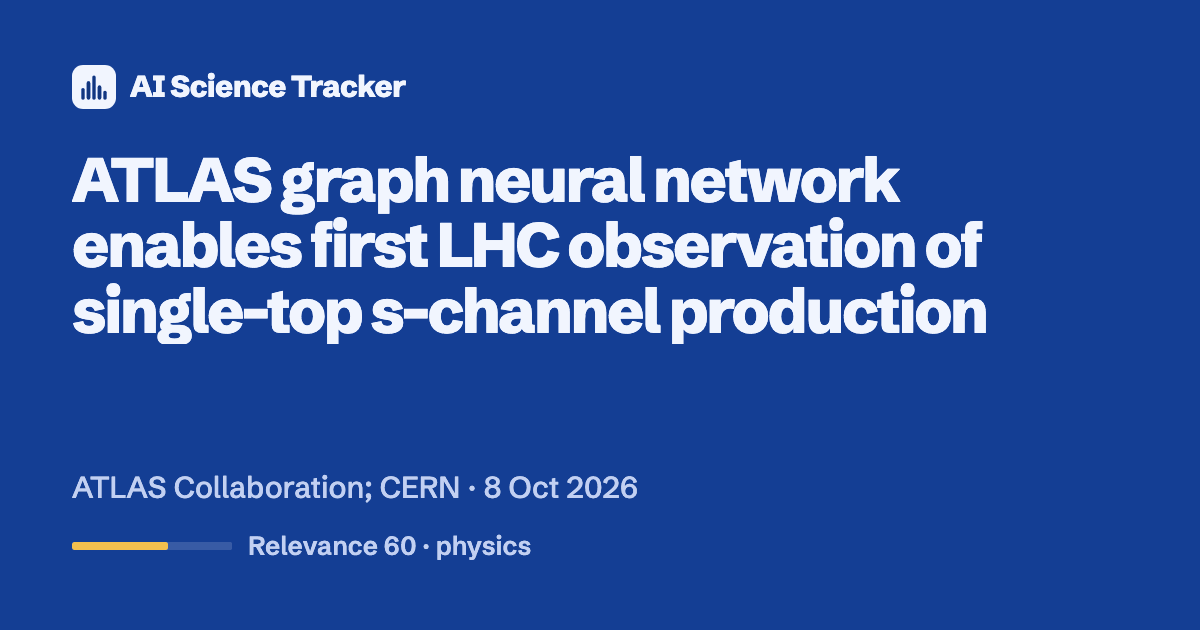 AI Science Tracker
ATLAS graph neural network
enables first LHC observation of
single-top s-channel production
ATLAS Collaboration; CERN · 8 Oct 2026
Relevance 60 · physics